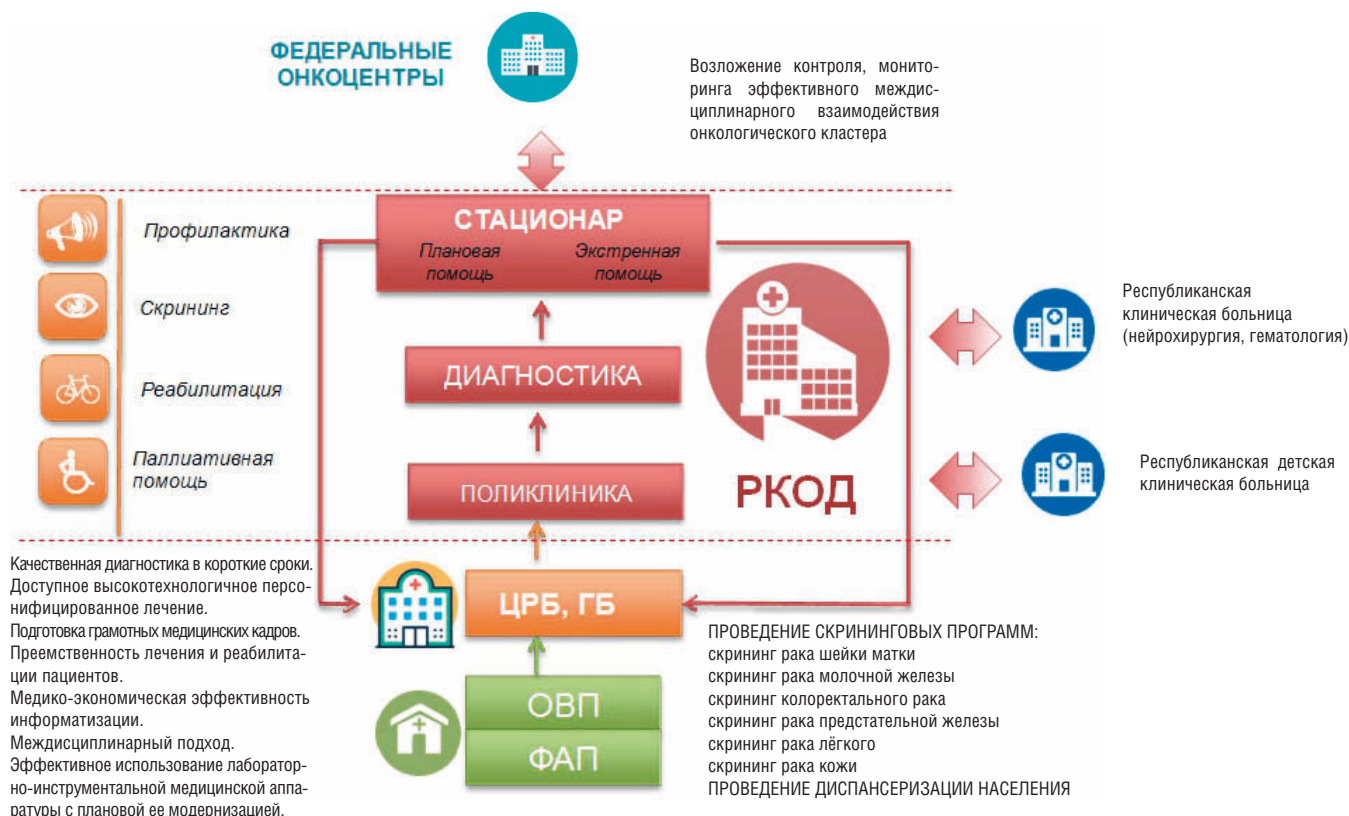 ФЕДЕРАЛЬНЫЕ
ОНКОЦЕНТРЫ
Возложение контроля, монито-
ринга эффективного междис-
циплинарного взаимодействия
онкологического кластера
Профилактика
Скрининг
Реабилитация
Паллиативная
помощь
СТАЦИОНАР
Плановая
помощь
Экстренная
помощь
ДИАГНОСТИКА
ПОЛИКЛИНИКА
РКОД
Республиканская
клиническая больница
(нейрохирургия, гематология)
Республиканская детская
клиническая больница
Качественная диагностика в короткие сроки.
Доступное высокотехнологичное персо-
нифицированное лечение.
Подготовка грамотных медицинских кадров.
Преемственность лечения и реабилита-
ции пациентов.
Медико-экономическая эффективность
информатизации.
Междисциплинарный подход.
Эффективное использование лаборатор-
но-инструментальной медицинской аппа-
ратуры с плановой ее модернизацией.
ЦРБ, ГБ
ОВП
ФАП
ПРОВЕДЕНИЕ СКРИНИНГОВЫХ ПРОГРАММ:
скрининг рака шейки матки
скрининг рака молочной железы
скрининг колоректального рака
скрининг рака предстательной железы
скрининг рака лёгкого
скрининг рака кожи
ПРОВЕДЕНИЕ ДИСПАНСЕРИЗАЦИИ НАСЕЛЕНИЯ